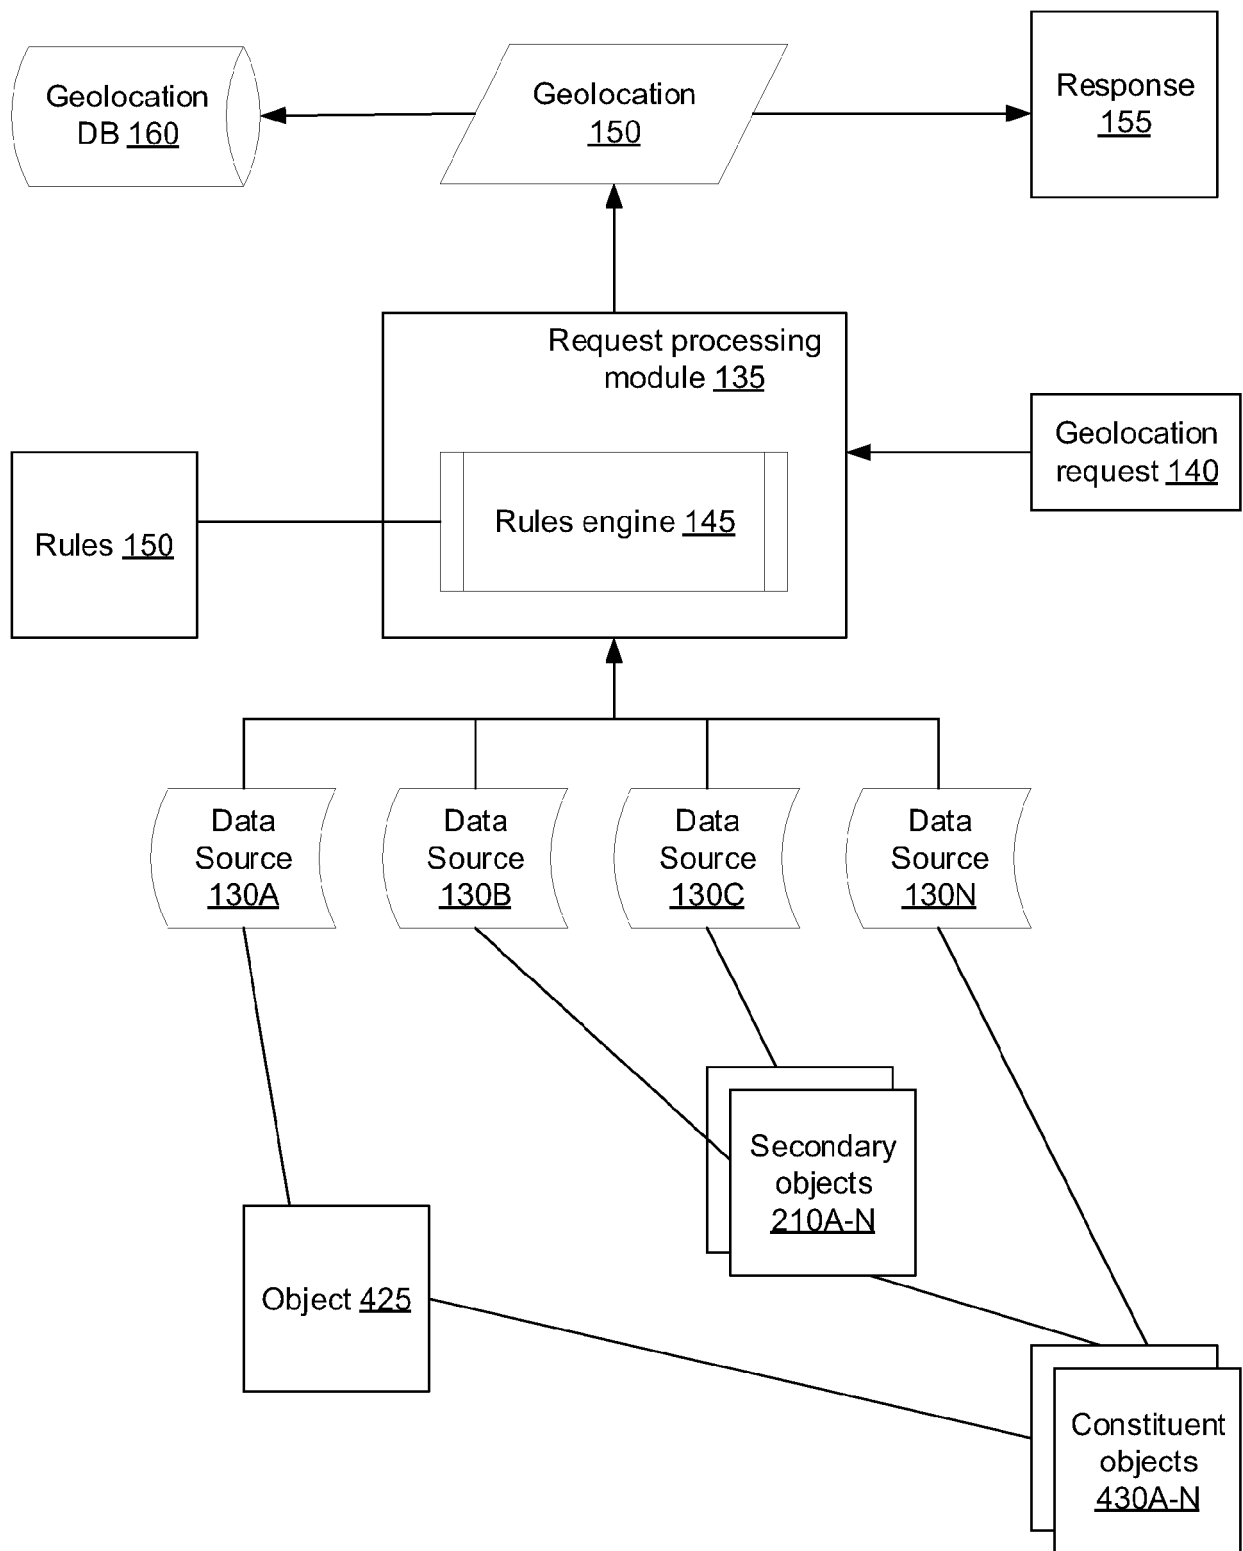 Geolocation
DB 160
Geolocation
150
Response
155
Request processing
module 135
Geolocation
request 140
Rules 150
Rules engine 145
Data
Source
130A
Data
Source
130B
Data
Source
130C
Data
Source
130N
Secondary
objects
210A-N
Object 425
Constituent
objects
430A-N